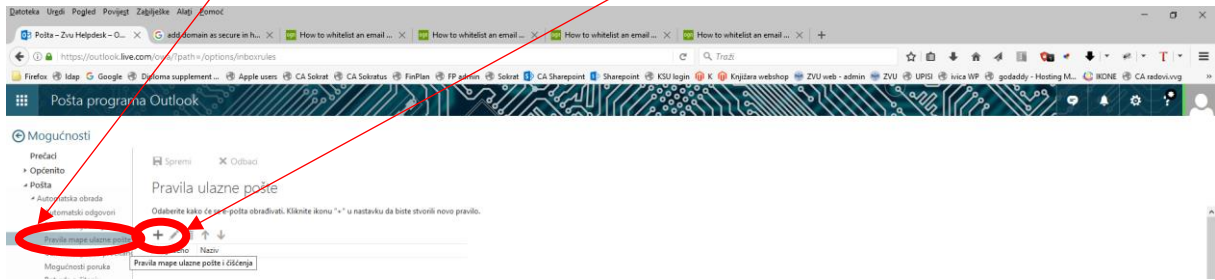 Datoteka Uredi Pogled Povijest Zabilješke Alati Pomoć
Pošta – Zvu Helpdesk – O... × add domain as secure in h... × How to whitelist an email ... × How to whitelist an email ... × How to whitelist an email ... × How to whitelist an email ... × +
https://outlook.live.com/owa/?path=/options/inboxrules Traži
Firefox ldap Google Diploma supplement ... Apple users CA Sokrat CA Sokratus FinPlan FP admin Sokrat CA Sharepoint Sharepoint KSU login K Knjižara webshop ZVU web - admin ZVU UPISI ivica WP godaddy - Hosting M... IKONE CA radovi.vvg »
Pošta programa Outlook
Mogućnosti
Prečaci
Općenito
Pošta
Automatska obrada
Automatski odgovori
Pravila mape ulazne pošte
Mogućnosti poruka
Spremi Odbaci
Pravila ulazne pošte
Odaberite kako će se e-pošta obrađivati. Kliknite ikonu "+" u nastavku da biste stvorili novo pravilo.
Naziv
Pravila mape ulazne pošte i čišćenja